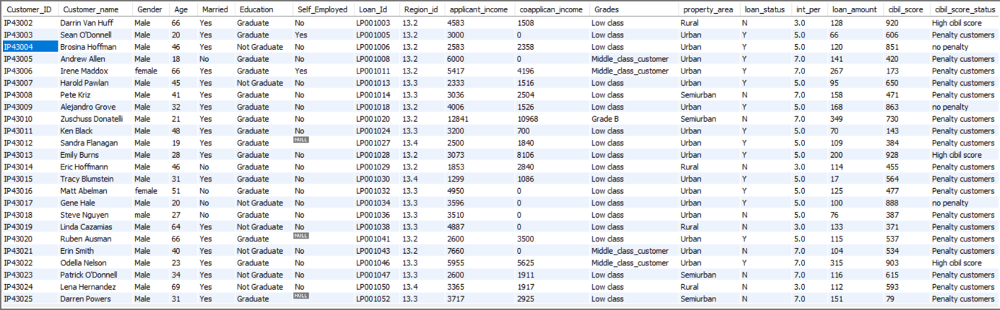 Customer_ID Customer_name Gender Age Married Education Self_Employed Loan_Id Region_id applicant_income coapplican_income Grades property_area loan_status int_per loan_amount cibil_score cibil_score_status
IP43002 Darrin Van Huff Male 66 Yes Graduate No LP001003 13.2 4583 1508 Low class Rural N 3.0 128 920 High cibil score
IP43003 Sean O'Donnell Male 20 Yes Graduate Yes LP001005 13.2 3000 0 Low class Urban Y 5.0 66 606 Penalty customers
IP43004 Brosina Hoffman Male 46 Yes Not Graduate No LP001006 13.2 2583 2358 Low class Urban Y 5.0 120 851 no penalty
IP43005 Andrew Allen Male 18 No Graduate No LP001008 13.2 6000 0 Middle_class_customer Urban Y 7.0 141 420 Penalty customers
IP43006 Irene Maddox female 66 Yes Graduate Yes LP001011 13.2 5417 4196 Middle_class_customer Urban Y 7.0 267 173 Penalty customers
IP43007 Harold Pawlan Male 45 Yes Not Graduate No LP001013 13.3 2333 1516 Low class Urban Y 5.0 95 650 Penalty customers
IP43008 Pete Kriz Male 41 Yes Graduate No LP001014 13.3 3036 2504 Low class Semiurban N 7.0 158 471 Penalty customers
IP43009 Alejandro Grove Male 32 Yes Graduate No LP001018 13.2 4006 1526 Low class Urban Y 5.0 168 863 no penalty
IP43010 Zuschuss Donatelli Male 21 Yes Graduate No LP001020 13.2 12841 10968 Grade B Semiurban N 7.0 349 730 Penalty customers
IP43011 Ken Black Male 48 Yes Graduate No LP001024 13.3 3200 700 Low class Urban Y 5.0 70 143 Penalty customers
IP43012 Sandra Flanagan Male 19 Yes Graduate NULL LP001027 13.4 2500 1840 Low class Urban Y 5.0 109 384 Penalty customers
IP43013 Emily Burns Male 28 Yes Graduate No LP001028 13.2 3073 8106 Low class Urban Y 5.0 200 928 High cibil score
IP43014 Eric Hoffmann Male 46 No Graduate No LP001029 13.2 1853 2840 Low class Rural N 3.0 114 455 Penalty customers
IP43015 Tracy Blumstein Male 31 Yes Graduate No LP001030 13.4 1299 1086 Low class Urban Y 5.0 17 564 Penalty customers
IP43016 Matt Abelman female 51 No Graduate No LP001032 13.3 4950 0 Low class Urban Y 5.0 125 477 Penalty customers
IP43017 Gene Hale Male 20 No Not Graduate No LP001034 13.3 3596 0 Low class Urban Y 5.0 100 888 no penalty
IP43018 Steve Nguyen male 27 No Graduate No LP001036 13.3 3510 0 Low class Urban N 5.0 76 387 Penalty customers
IP43019 Linda Cazamias Male 64 Yes Not Graduate No LP001038 13.3 4887 0 Low class Rural N 3.0 133 371 Penalty customers
IP43020 Ruben Ausman Male 66 Yes Graduate NULL LP001041 13.2 2600 3500 Low class Urban Y 5.0 115 537 Penalty customers
IP43021 Erin Smith Male 40 Yes Not Graduate No LP001043 13.2 7660 0 Middle_class_customer Urban N 7.0 104 534 Penalty customers
IP43022 Odella Nelson Male 23 Yes Graduate No LP001046 13.3 5955 5625 Middle_class_customer Urban Y 7.0 315 903 High cibil score
IP43023 Patrick O'Donnell Male 34 Yes Not Graduate No LP001047 13.3 2600 1911 Low class Semiurban N 7.0 116 615 Penalty customers
IP43024 Lena Hernandez Male 69 Yes Not Graduate No LP001050 13.4 3365 1917 Low class Rural N 3.0 112 593 Penalty customers
IP43025 Darren Powers Male 31 Yes Graduate NULL LP001052 13.3 3717 2925 Low class Semiurban N 7.0 151 79 Penalty customers